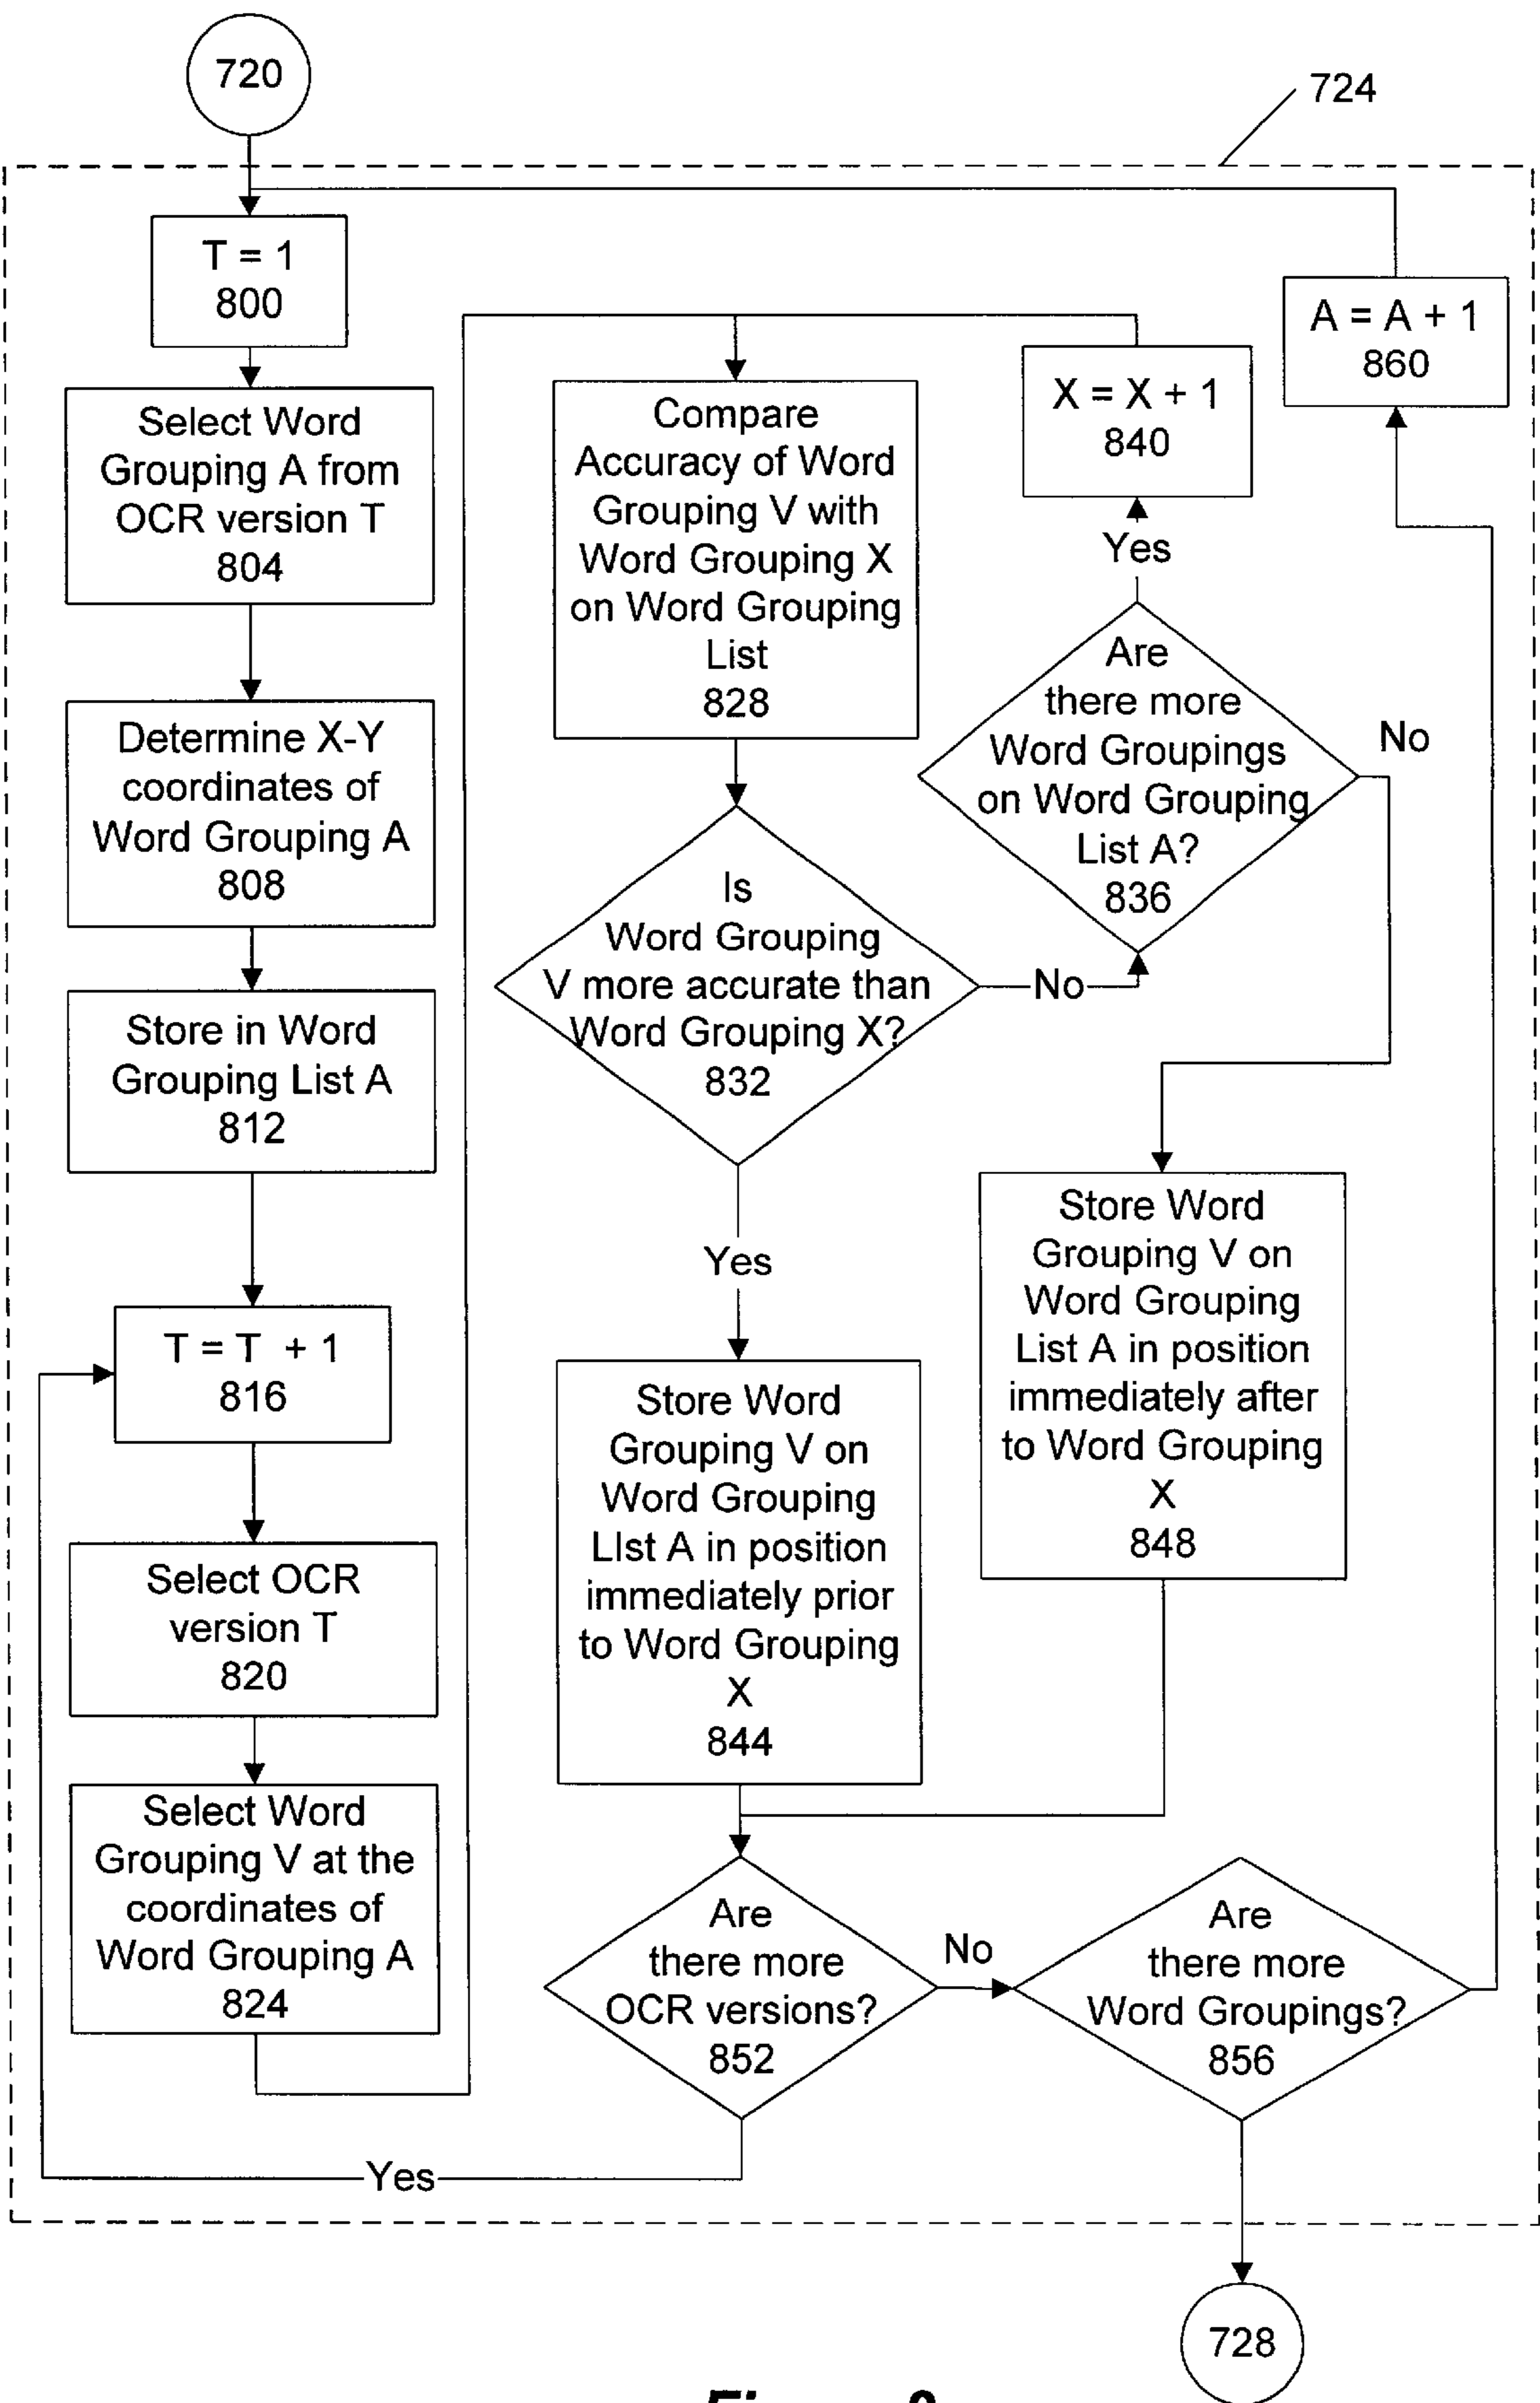 720
724
T = 1
800
Select Word
Grouping A from
OCR version T
804
Determine X-Y
coordinates of
Word Grouping A
808
Store in Word
Grouping List A
812
T = T + 1
816
Select OCR
version T
820
Select Word
Grouping V at the
coordinates of
Word Grouping A
824
Compare
Accuracy of Word
Grouping V with
Word Grouping X
on Word Grouping
List
828
Is
Word Grouping
V more accurate than
Word Grouping X?
832
No
Yes
Store Word
Grouping V on
Word Grouping
LIst A in position
immediately prior
to Word Grouping
X
844
Are
there more
OCR versions?
852
Yes
No
A = A + 1
860
X = X + 1
840
Yes
Are
there more
Word Groupings
on Word Grouping
List A?
836
No
Store Word
Grouping V on
Word Grouping
List A in position
immediately after
to Word Grouping
X
848
Are
there more
Word Groupings?
856
728